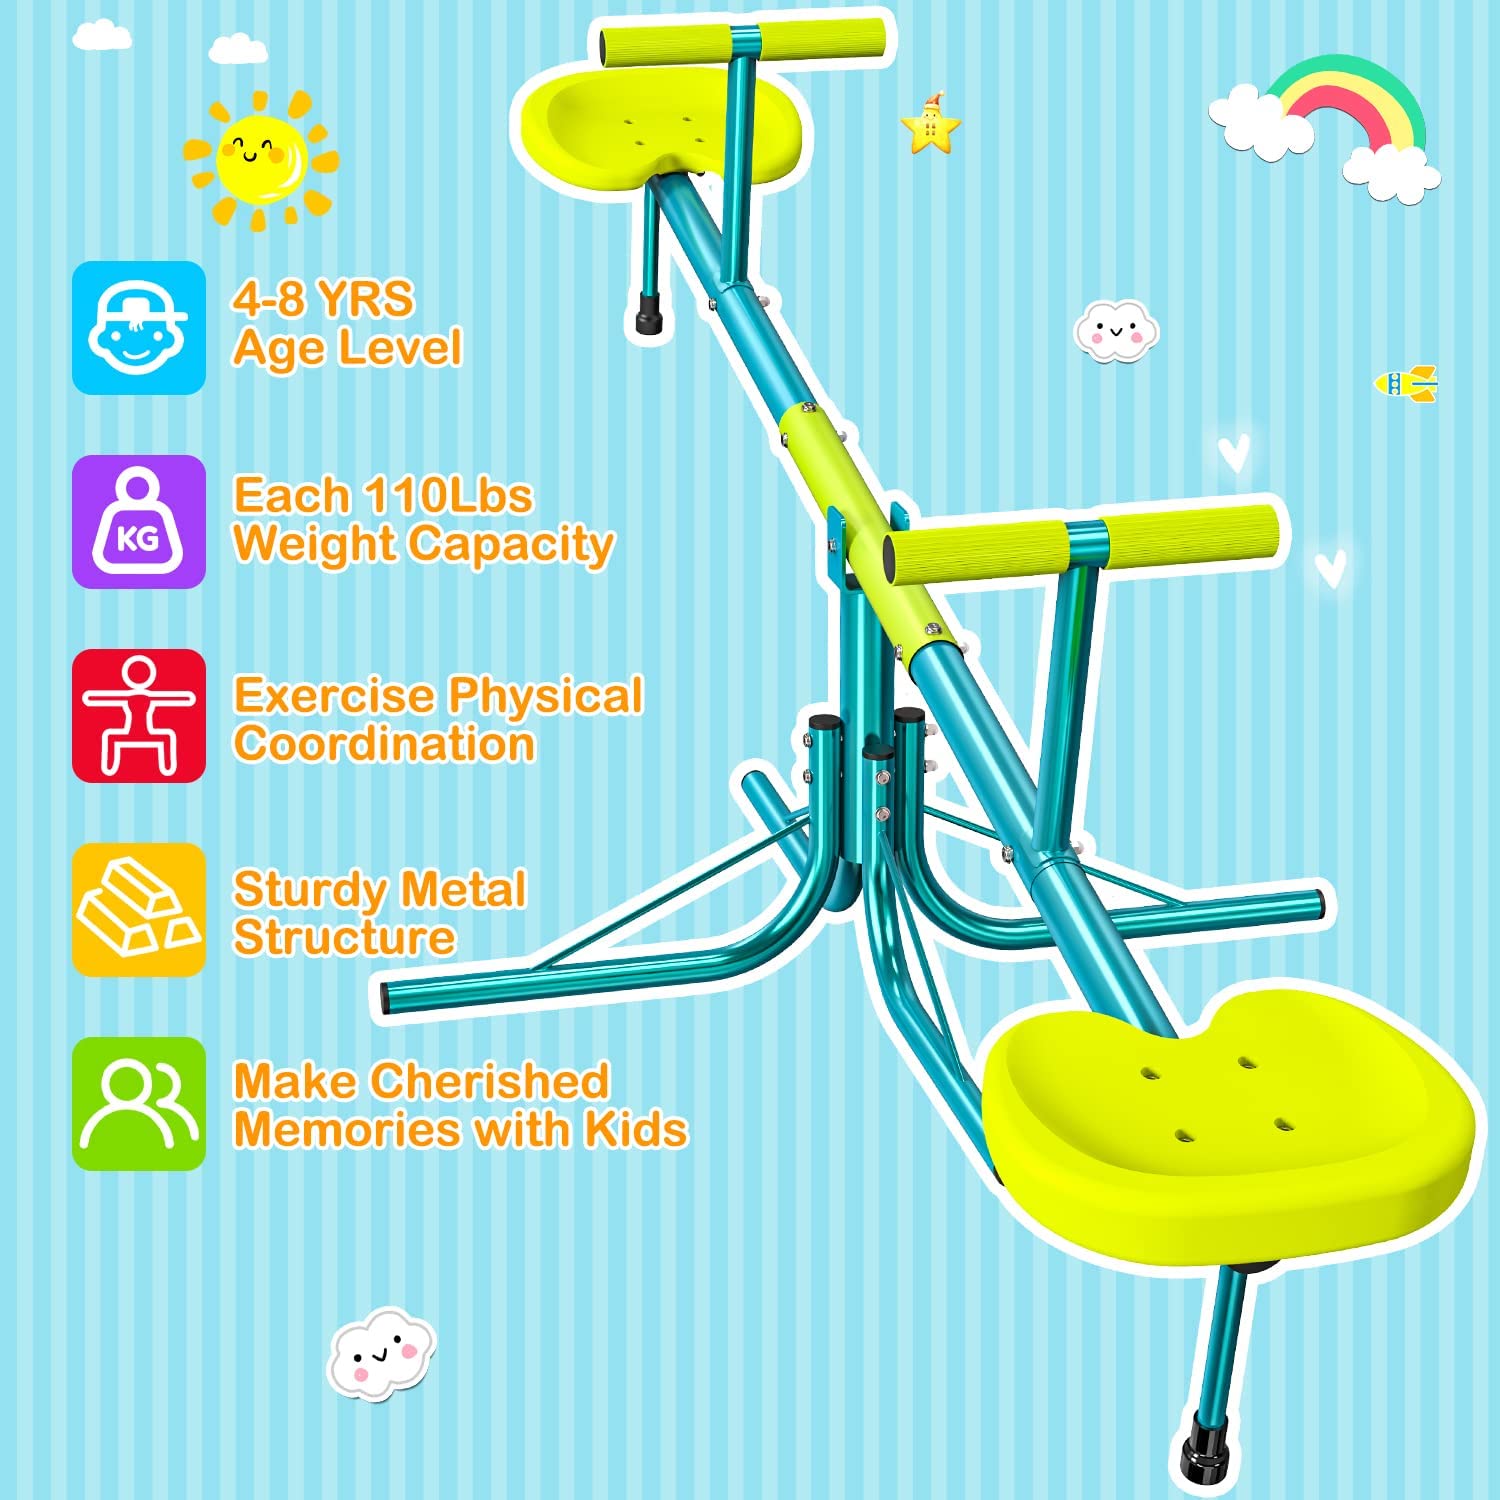 4-8 YRS
Age Level
Each 110Lbs
Weight Capacity
KG
Exercise Physical
Coordination
Sturdy Metal
Structure
Make Cherished
Memories with Kids